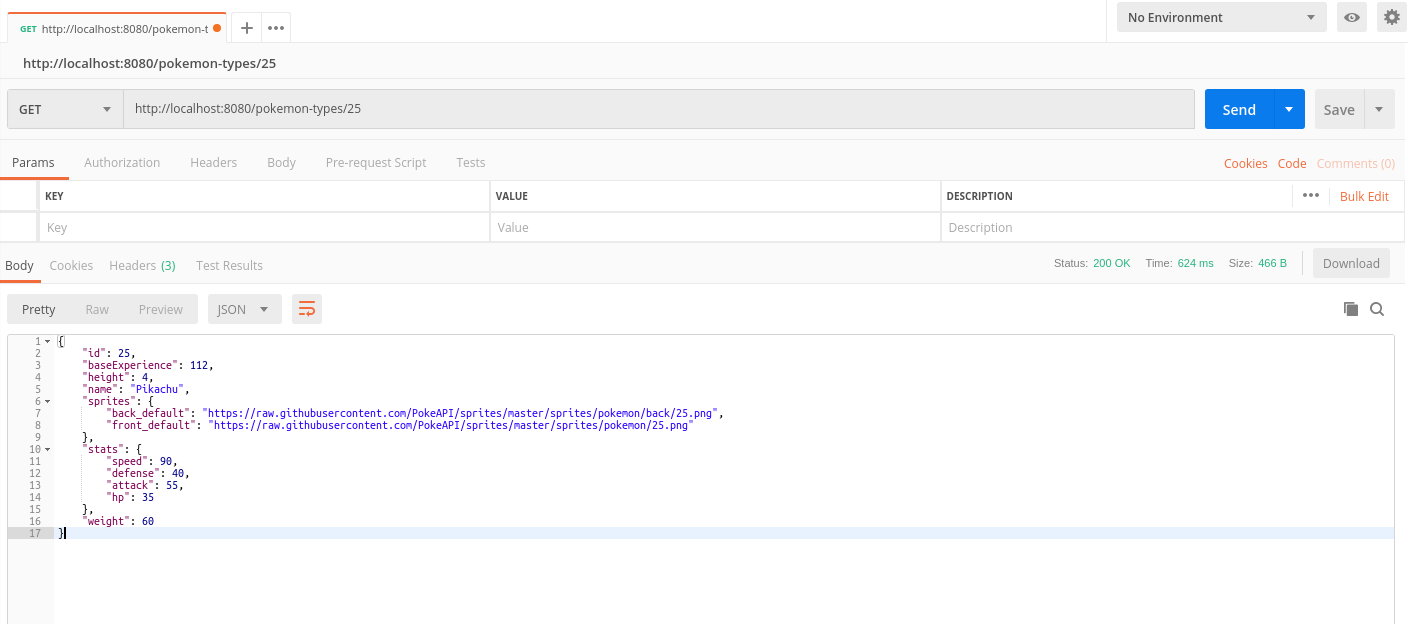 GET http://localhost:8080/pokemon-t
No Environment
http://localhost:8080/pokemon-types/25
GET http://localhost:8080/pokemon-types/25 Send Save
Params Authorization Headers Body Pre-request Script Tests Cookies Code Comments (0)
KEY VALUE DESCRIPTION Bulk Edit
Key Value Description
Body Cookies Headers (3) Test Results Status: 200 OK Time: 624 ms Size: 466 B Download
Pretty Raw Preview JSON
1 {
2 "id": 25,
3 "baseExperience": 112,
4 "height": 4,
5 "name": "Pikachu",
6 "sprites": {
7 "back_default": "https://raw.githubusercontent.com/PokeAPI/sprites/master/sprites/pokemon/back/25.png",
8 "front_default": "https://raw.githubusercontent.com/PokeAPI/sprites/master/sprites/pokemon/25.png"
9 },
10 "stats": {
11 "speed": 90,
12 "defense": 40,
13 "attack": 55,
14 "hp": 35
15 },
16 "weight": 60
17 }